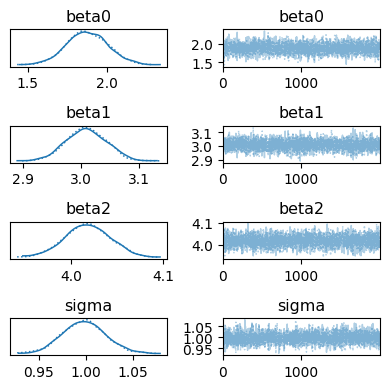 beta0 beta0
2.0
1.5
1.5 2.0 0 1000
beta1 beta1
3.1
3.0
2.9
2.9 3.0 3.1 0 1000
beta2 beta2
4.1
4.0
4.0 4.1 0 1000
sigma sigma
1.05
1.00
0.95
0.95 1.00 1.05 0 1000